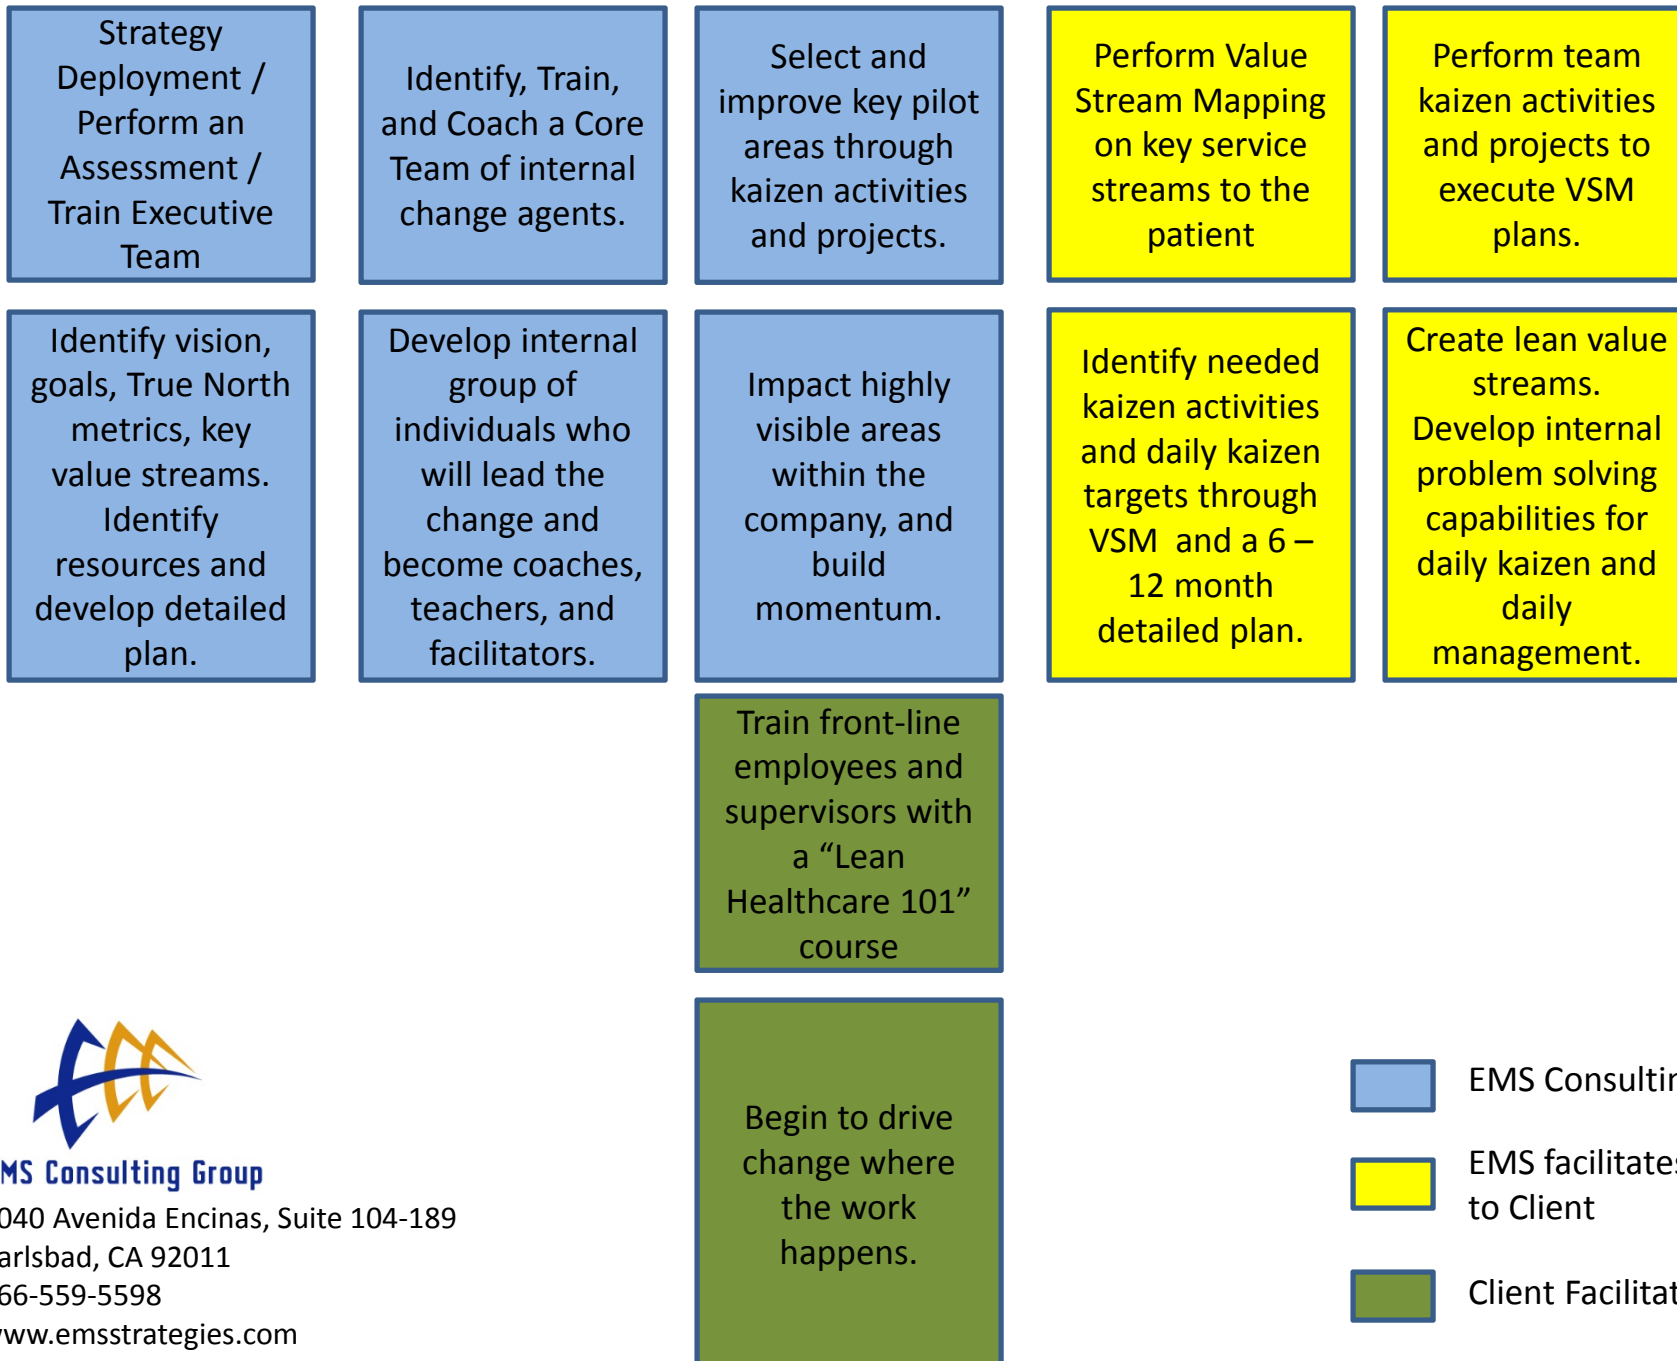 Strategy
Deployment /
Perform an
Assessment /
Train Executive
Team
Identify, Train,
and Coach a Core
Team of internal
change agents.
Select and
improve key pilot
areas through
kaizen activities
and projects.
Perform Value
Stream Mapping
on key service
streams to the
patient
Perform team
kaizen activities
and projects to
execute VSM
plans.
Identify vision,
goals, True North
metrics, key
value streams.
Identify
resources and
develop detailed
plan.
Develop internal
group of
individuals who
will lead the
change and
become coaches,
teachers, and
facilitators.
Impact highly
visible areas
within the
company, and
build
momentum.
Identify needed
kaizen activities
and daily kaizen
targets through
VSM and a 6 –
12 month
detailed plan.
Create lean value
streams.
Develop internal
problem solving
capabilities for
daily kaizen and
daily
management.
Train front-line
employees and
supervisors with
a “Lean
Healthcare 101”
course
Begin to drive
change where
the work
happens.
MS Consulting Group
040 Avenida Encinas, Suite 104-189
arlsbad, CA 92011
66-559-5598
www.emsstrategies.com
EMS Consultin
EMS facilitates
to Client
Client Facilitat